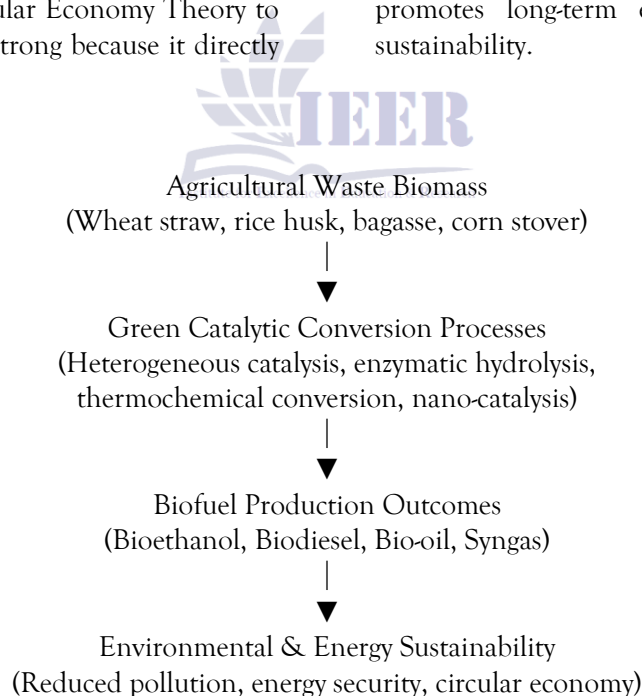 ular Economy Theory to
trong because it directly
promotes long-term
sustainability.
IEER
Agricultural Waste Biomass
(Wheat straw, rice husk, bagasse, corn stover)
Green Catalytic Conversion Processes
(Heterogeneous catalysis, enzymatic hydrolysis,
thermochemical conversion, nano-catalysis)
Biofuel Production Outcomes
(Bioethanol, Biodiesel, Bio-oil, Syngas)
Environmental & Energy Sustainability
(Reduced pollution, energy security, circular economy)